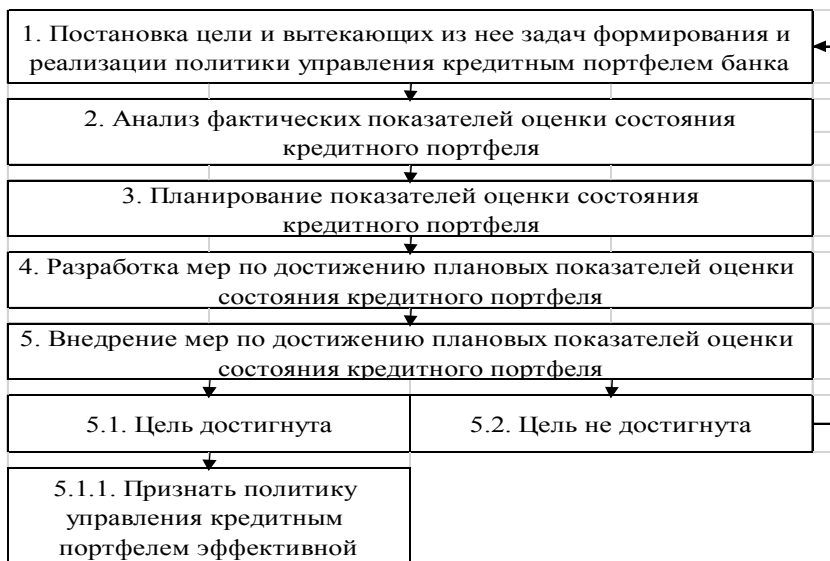 1. Постановка цели и вытекающих из нее задач формирования и
реализации политики управления кредитным портфелем банка
2. Анализ фактических показателей оценки состояния
кредитного портфеля
3. Планирование показателей оценки состояния
кредитного портфеля
4. Разработка мер по достижению плановых показателей оценки
состояния кредитного портфеля
5. Внедрение мер по достижению плановых показателей оценки
состояния кредитного портфеля
5.1. Цель достигнута
5.2. Цель не достигнута
5.1.1. Признать политику
управления кредитным
портфелем эффективной